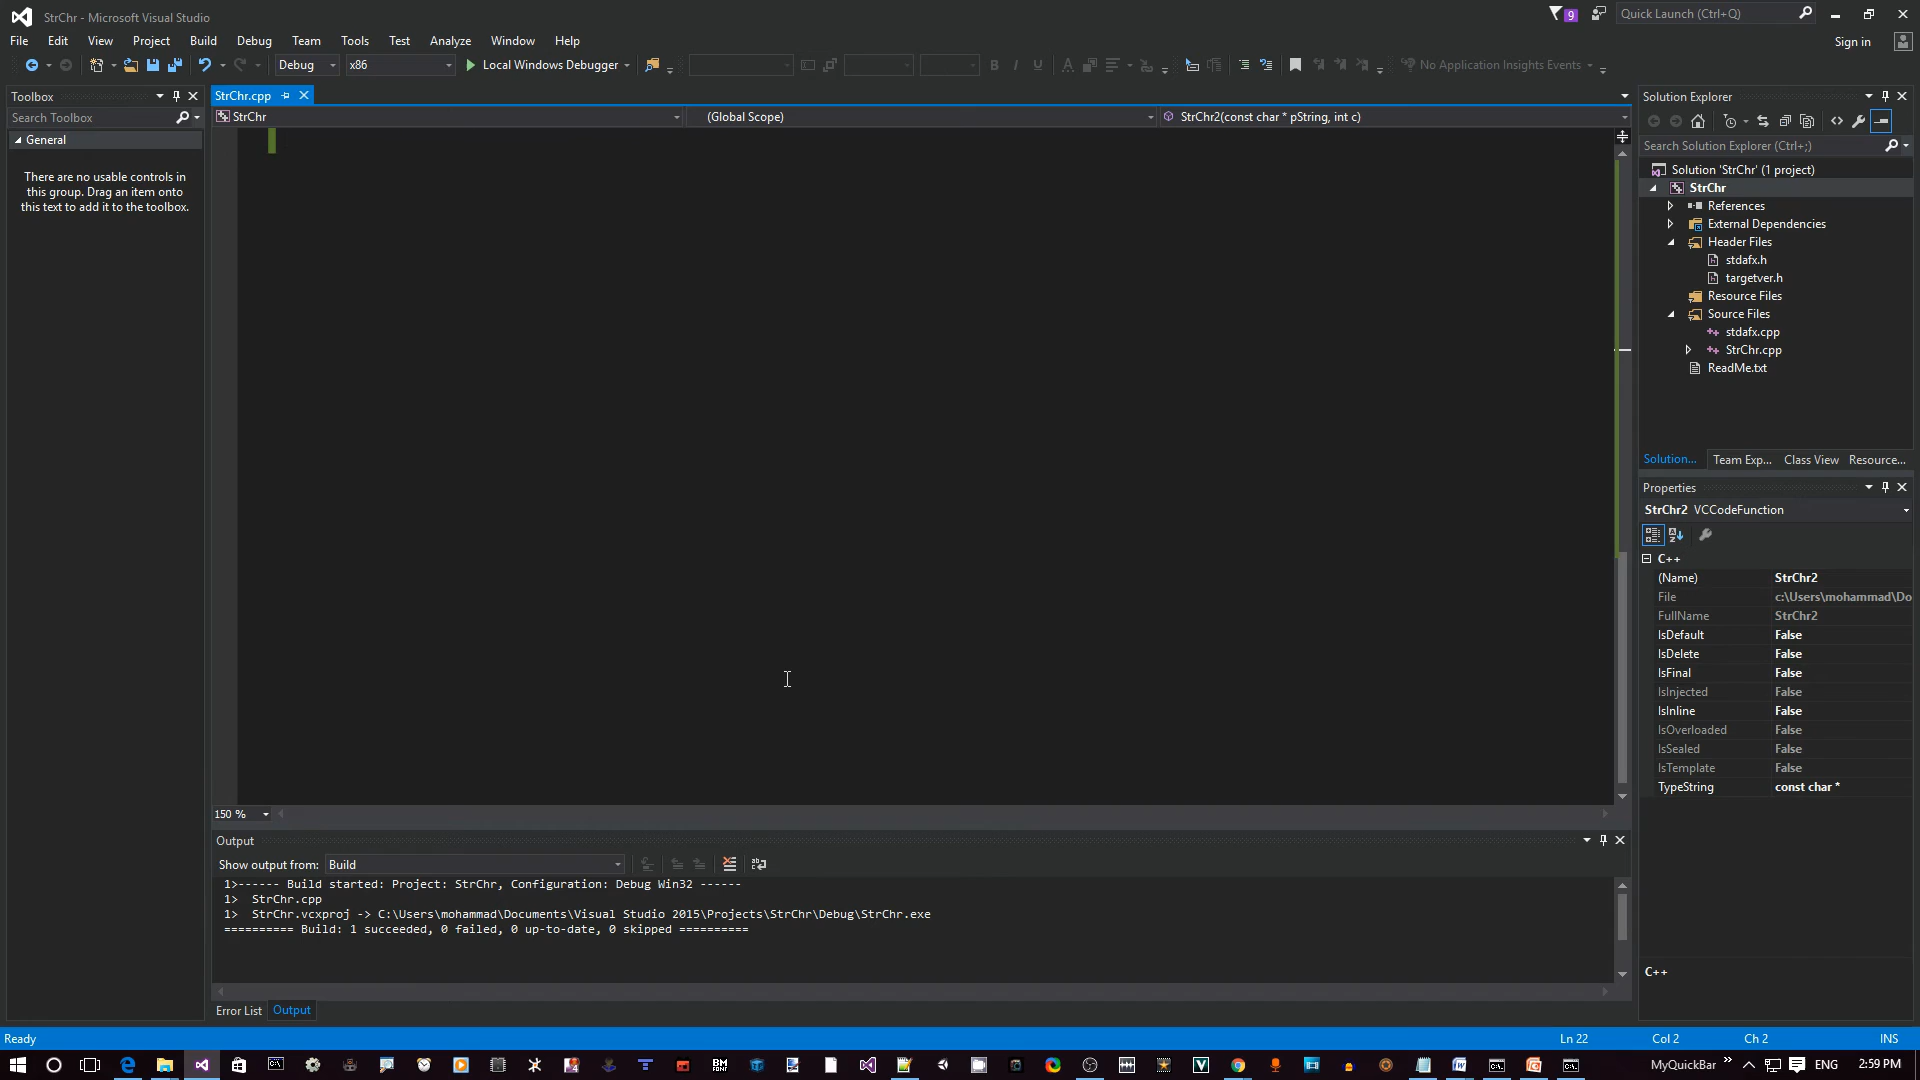 StrChr - Microsoft Visual Studio
9
Quick Launch (Ctrl+Q)
File Edit View Project Build Debug Team Tools Test Analyze Window Help
Sign in
Debug x86 Local Windows Debugger
B I U A
No Application Insights Events
Toolbox
Search Toolbox
General
There are no usable controls in
this group. Drag an item onto
this text to add it to the toolbox.
StrChr.cpp
StrChr
(Global Scope)
StrChr2(const char * pString, int c)
150 %
Solution Explorer
Search Solution Explorer (Ctrl+;)
Solution 'StrChr' (1 project)
StrChr
References
External Dependencies
Header Files
stdafx.h
targetver.h
Resource Files
Source Files
stdafx.cpp
StrChr.cpp
ReadMe.txt
Solution... Team Exp... Class View Resource...
Properties
StrChr2 VCCodeFunction
C++
(Name) StrChr2
File c:\Users\mohammad\Do
FullName StrChr2
IsDefault False
IsDelete False
IsFinal False
IsInjected False
IsInline False
IsOverloaded False
IsSealed False
IsTemplate False
TypeString const char *
C++
Output
Show output from: Build
1>------ Build started: Project: StrChr, Configuration: Debug Win32 ------
1> StrChr.cpp
1> StrChr.vcxproj -> C:\Users\mohammad\Documents\Visual Studio 2015\Projects\StrChr\Debug\StrChr.exe
========== Build: 1 succeeded, 0 failed, 0 up-to-date, 0 skipped ==========
Error List Output
Ready
Ln 22 Col 2 Ch 2 INS
MyQuickBar ENG 2:59 PM